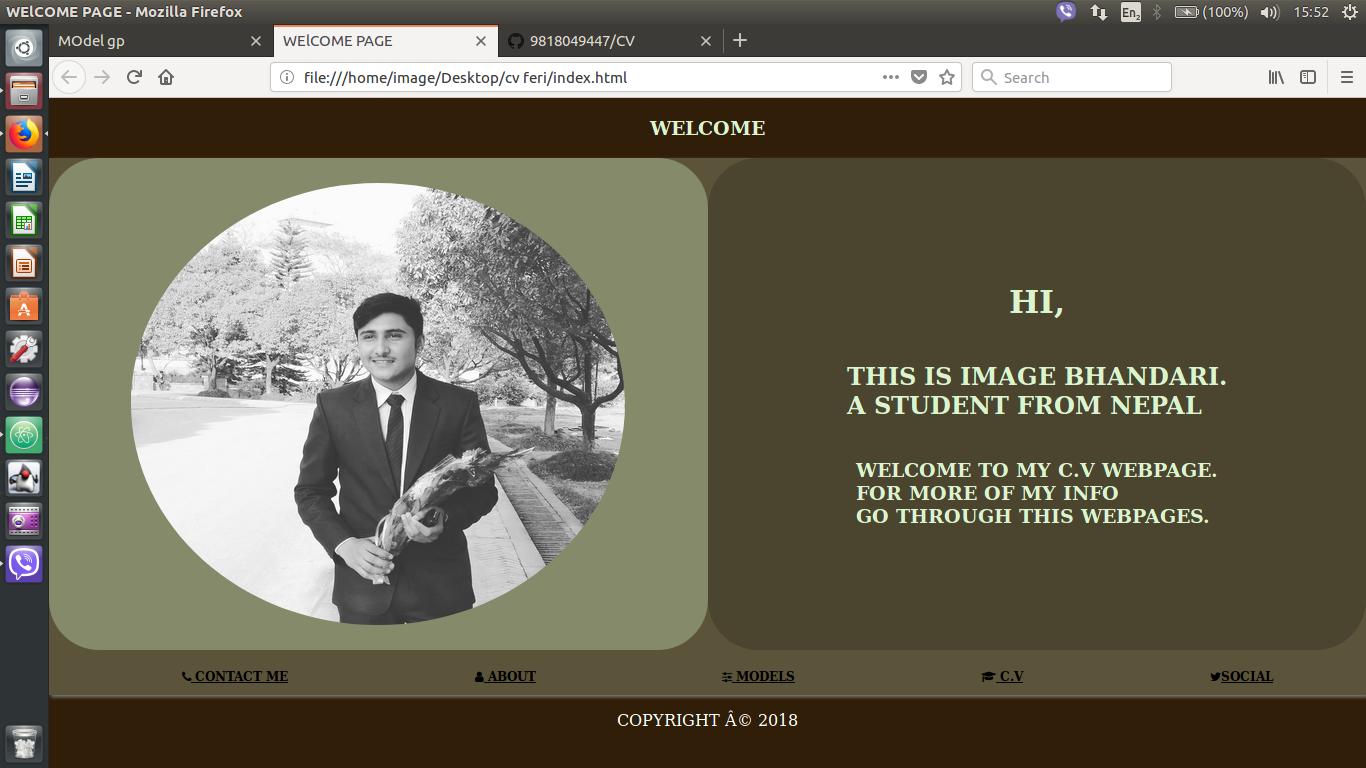 WElCOME PAGE - Mozilla Firefox
En2
(100%)
15:52
MOdel gp
WElCOME PAGE
9818049447/CV
file:///home/image/Desktop/cv feri/index.html
Search
WELCOME
HI,
THIS IS IMAGE BHANDARI.
A STUDENT FROM NEPAL
WELCOME TO MY C.V WEBPAGE.
FOR MORE OF MY INFO
GO THROUGH THIS WEBPAGES.
CONTACT ME ABOUT MODELS C.V SOCIAL
COPYRIGHT Â© 2018